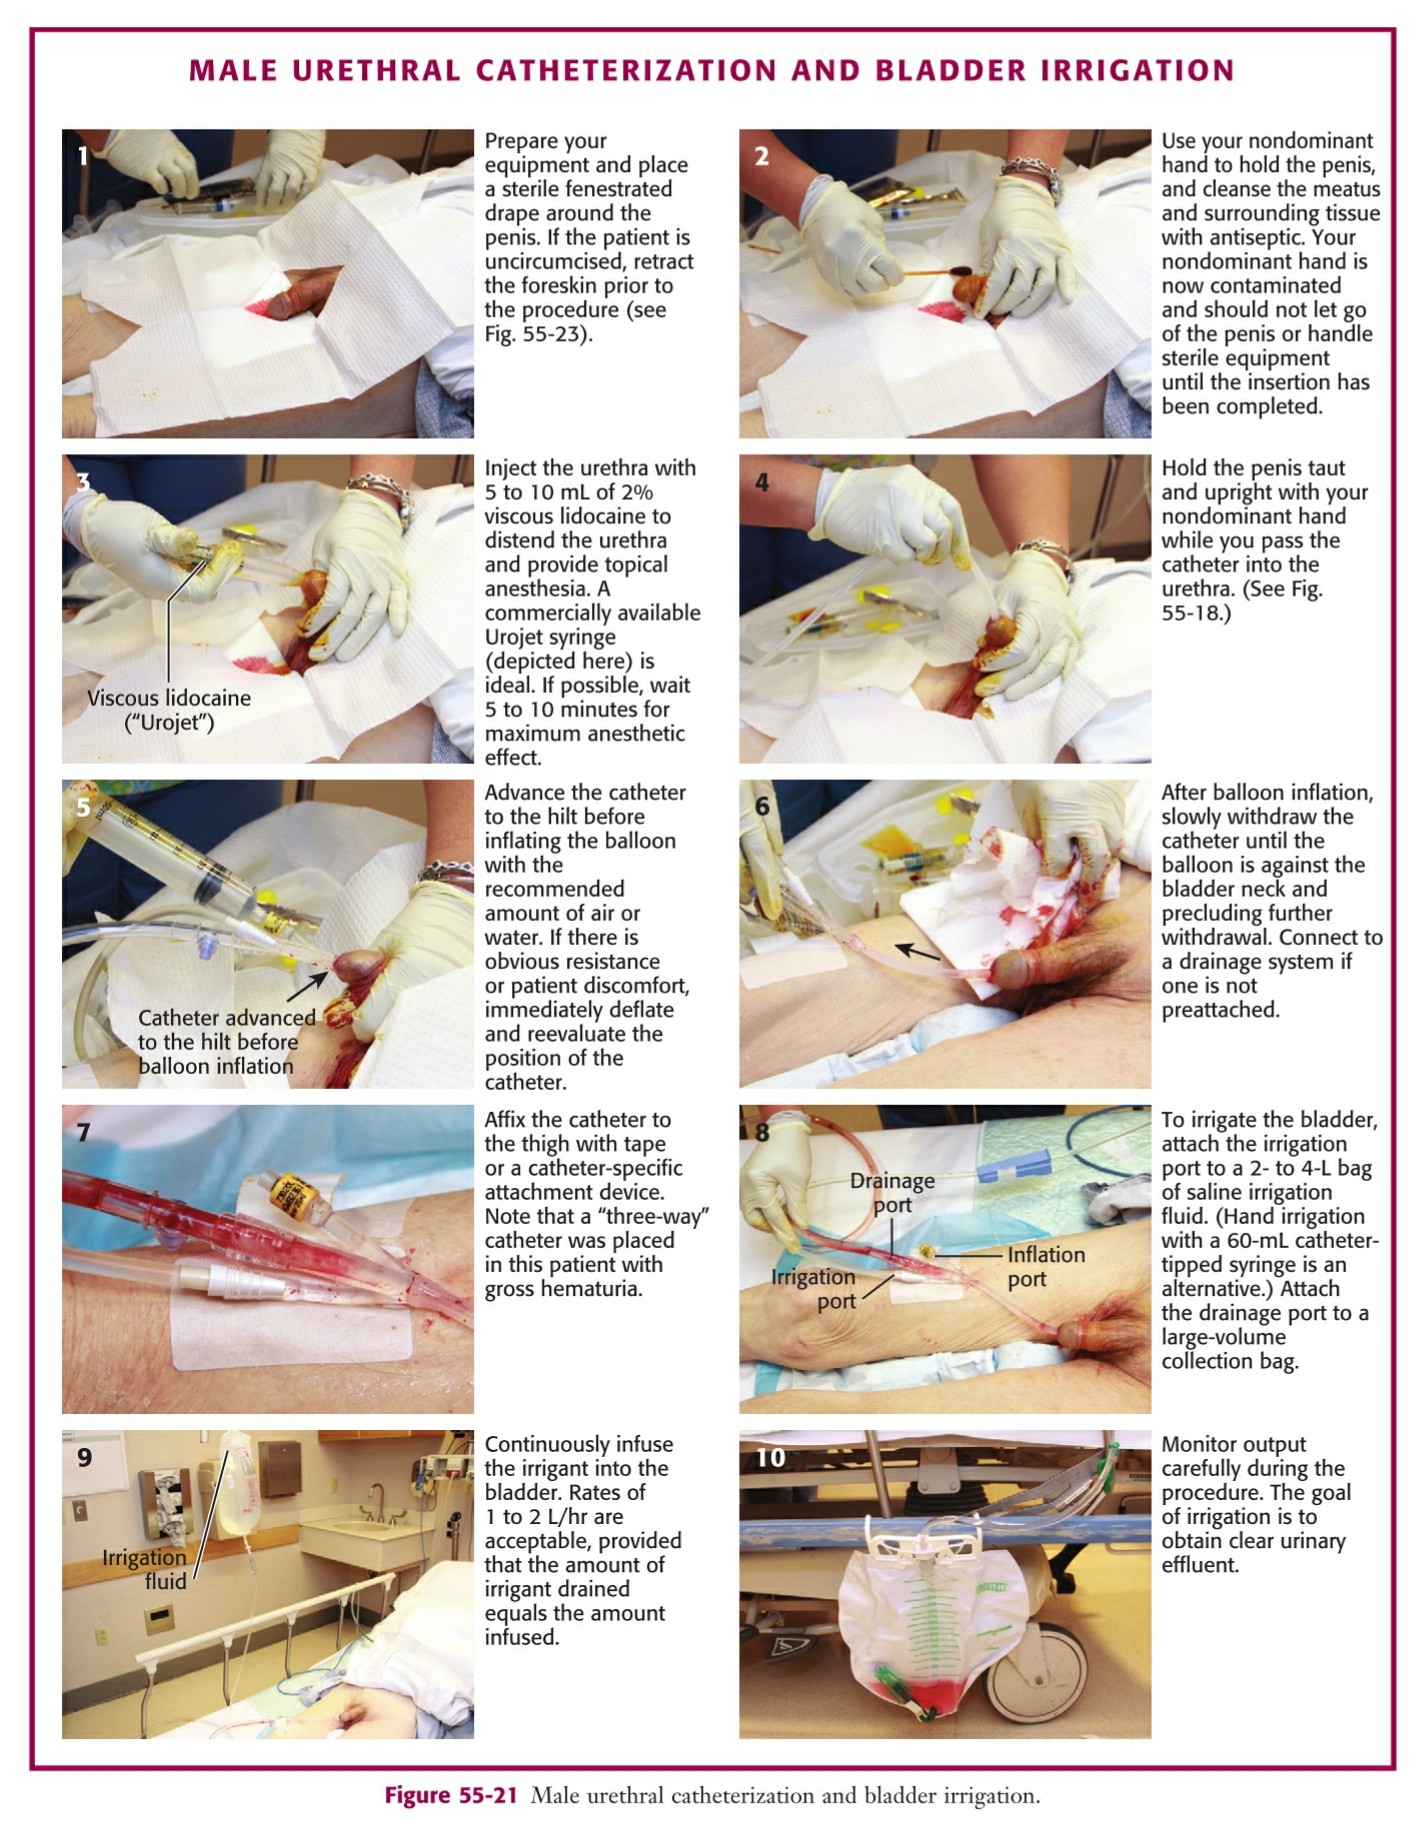 MALE URETHRAL CATHETERIZATION AND BLADDER IRRIGATION
1
Prepare your
equipment and place
a sterile fenestrated
drape around the
penis. If the patient is
uncircumcised, retract
the foreskin prior to
the procedure (see
Fig. 55-23).
2
Use your nondominant
hand to hold the penis,
and cleanse the meatus
and surrounding tissue
with antiseptic. Your
nondominant hand is
now contaminated
and should not let go
of the penis or handle
sterile equipment
until the insertion has
been completed.
3
Viscous lidocaine
(“Urojet”)
Inject the urethra with
5 to 10 mL of 2%
viscous lidocaine to
distend the urethra
and provide topical
anesthesia. A
commercially available
Urojet syringe
(depicted here) is
ideal. If possible, wait
5 to 10 minutes for
maximum anesthetic
effect.
4
Hold the penis taut
and upright with your
nondominant hand
while you pass the
catheter into the
urethra. (See Fig.
55-18.)
5
Catheter advanced
to the hilt before
balloon inflation
Advance the catheter
to the hilt before
inflating the balloon
with the
recommended
amount of air or
water. If there is
obvious resistance
or patient discomfort,
immediately deflate
and reevaluate the
position of the
catheter.
6
After balloon inflation,
slowly withdraw the
catheter until the
balloon is against the
bladder neck and
precluding further
withdrawal. Connect to
a drainage system if
one is not
preattached.
7
Affix the catheter to
the thigh with tape
or a catheter-specific
attachment device.
Note that a “three-way”
catheter was placed
in this patient with
gross hematuria.
8
Drainage
port
Inflation
port
Irrigation
port
To irrigate the bladder,
attach the irrigation
port to a 2- to 4-L bag
of saline irrigation
fluid. (Hand irrigation
with a 60-mL catheter-
tipped syringe is an
alternative.) Attach
the drainage port to a
large-volume
collection bag.
9
Irrigation
fluid
Continuously infuse
the irrigant into the
bladder. Rates of
1 to 2 L/hr are
acceptable, provided
that the amount of
irrigant drained
equals the amount
infused.
10
Monitor output
carefully during the
procedure. The goal
of irrigation is to
obtain clear urinary
effluent.
Figure 55-21 Male urethral catheterization and bladder irrigation.